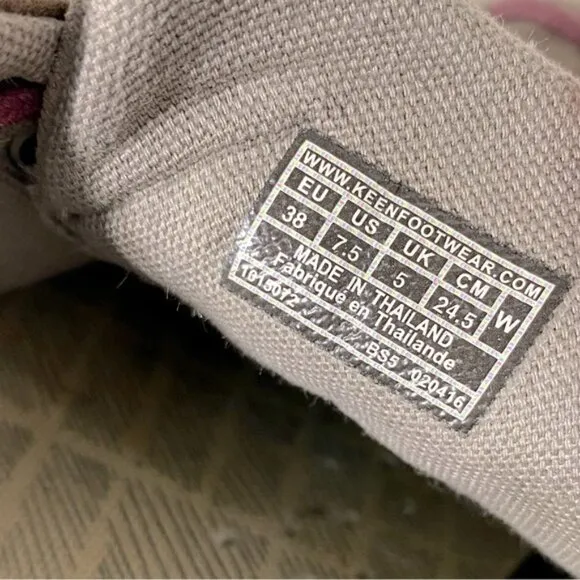 WWW.KEENFOOTWEAR.COM
EU US UK CM W
38 7.5 5 24.5
MADE IN THAILAND
Fabriqué en Thailande
1015072 BS5 020416